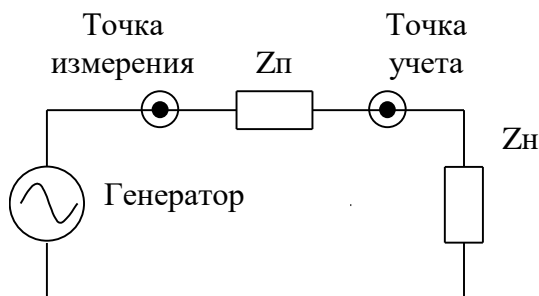 Точка
измерения
Zп
Точка
учета
Zн
Генератор